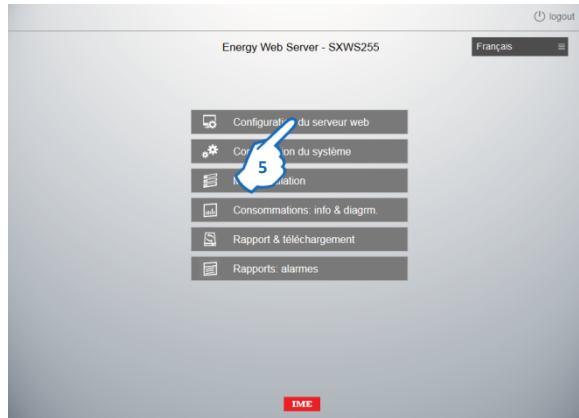 logout
Energy Web Server - SXWS255
Français
Configuration du serveur web
du système
5
Consommations: info & diagrm.
Rapport & téléchargement
Rapports: alarmes
IME